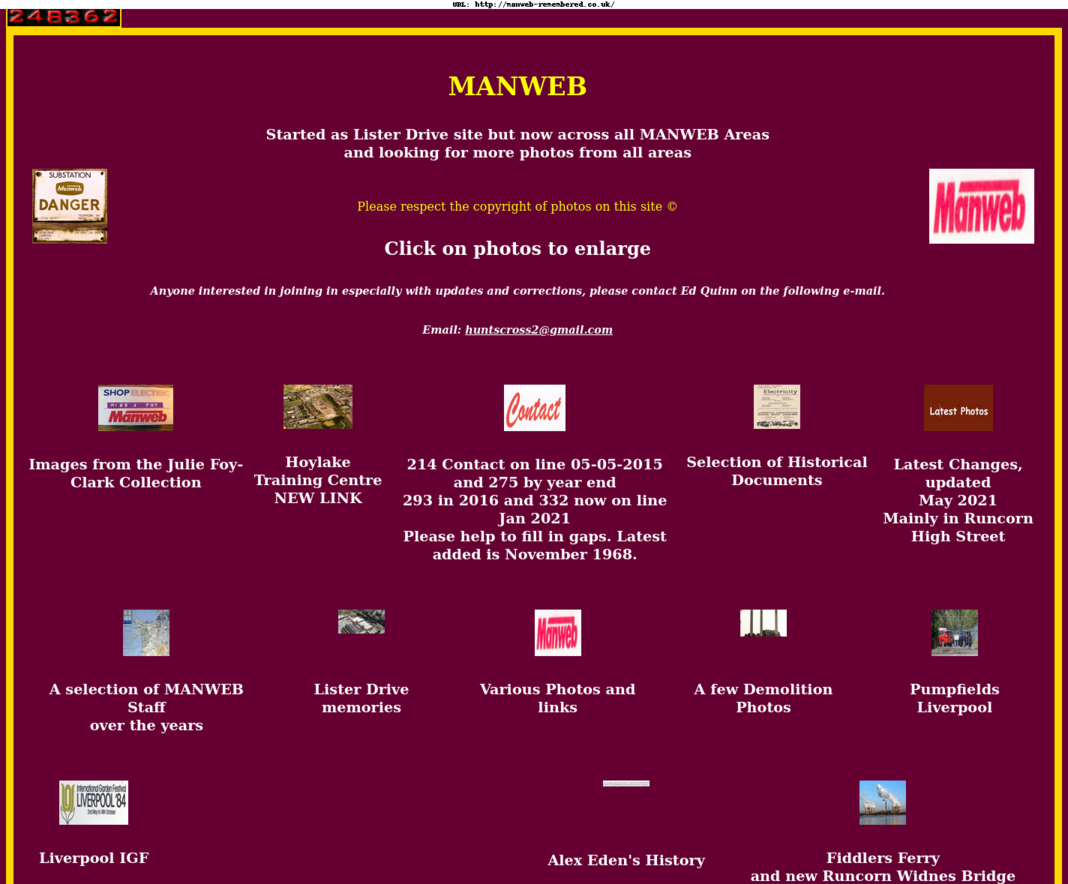 URL: http://manweb-remembered.co.uk/
248362
MANWEB
Started as Lister Drive site but now across all MANWEB Areas
and looking for more photos from all areas
SUBSTATION
Manweb
DANGER
Manweb
Please respect the copyright of photos on this site ©
Click on photos to enlarge
Anyone interested in joining in especially with updates and corrections, please contact Ed Quinn on the following e-mail.
Email: huntscross2@gmail.com
SHOP ELECTRIC
Manweb
Contact
Electricity
Latest Photos
Images from the Julie Foy-
Clark Collection
Hoylake
Training Centre
NEW LINK
214 Contact on line 05-05-2015
and 275 by year end
293 in 2016 and 332 now on line
Jan 2021
Please help to fill in gaps. Latest
added is November 1968.
Selection of Historical
Documents
Latest Changes,
updated
May 2021
Mainly in Runcorn
High Street
Manweb
A selection of MANWEB
Staff
over the years
Lister Drive
memories
Various Photos and
links
A few Demolition
Photos
Pumpfields
Liverpool
International Garden Festival
LIVERPOOL '84
Liverpool IGF
Alex Eden's History
Fiddlers Ferry
and new Runcorn Widnes Bridge